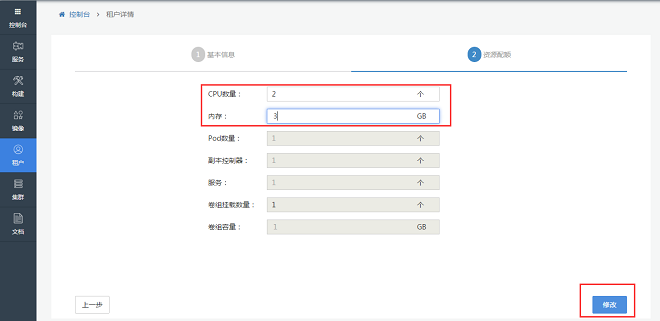 控制台 > 租户详情
控制台
服务
构建
镜像
租户
集群
文档
1 基本信息
2 资源配额
CPU数量： 2 个
内存： 3 GB
Pod数量： 1 个
副本控制器： 1 个
服务： 1 个
卷组挂载数量： 1 个
卷组容量： 1 GB
上一步
修改